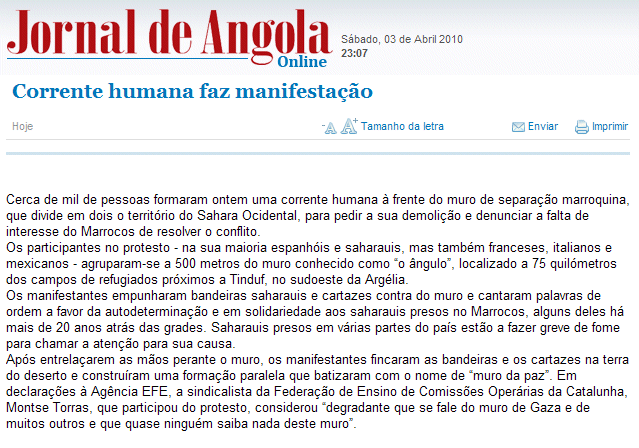 Jornal de Angola
Online
Sábado, 03 de Abril 2010
23:07
Corrente humana faz manifestação
Hoje
-A A+ Tamanho da letra
Enviar
Imprimir
Cerca de mil de pessoas formaram ontem uma corrente humana à frente do muro de separação marroquina,
que divide em dois o território do Sahara Ocidental, para pedir a sua demolição e denunciar a falta de
interesse do Marrocos de resolver o conflito.
Os participantes no protesto - na sua maioria espanhóis e saharauis, mas também franceses, italianos e
mexicanos - agruparam-se a 500 metros do muro conhecido como “o ângulo”, localizado a 75 quilómetros
dos campos de refugiados próximos a Tinduf, no sudoeste da Argélia.
Os manifestantes empunharam bandeiras saharauis e cartazes contra do muro e cantaram palavras de
ordem a favor da autodeterminação e em solidariedade aos saharauis presos no Marrocos, alguns deles há
mais de 20 anos atrás das grades. Saharauis presos em várias partes do país estão a fazer greve de fome
para chamar a atenção para sua causa.
Após entrelaçarem as mãos perante o muro, os manifestantes fincaram as bandeiras e os cartazes na terra
do deserto e construíram uma formação paralela que batizaram com o nome de “muro da paz”. Em
declarações à Agência EFE, a sindicalista da Federação de Ensino de Comissões Operárias da Catalunha,
Montse Torras, que participou do protesto, considerou “degradante que se fale do muro de Gaza e de
muitos outros e que quase ninguém saiba nada deste muro”.